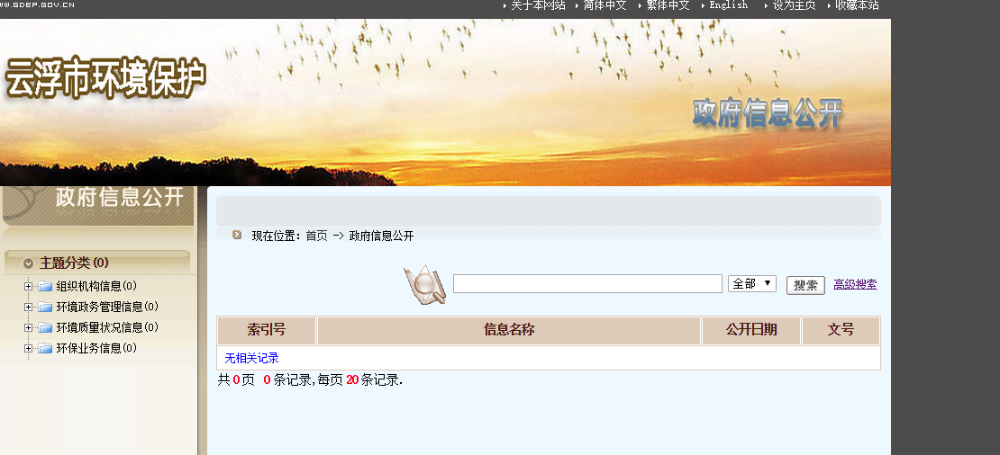 WW.GDEP.GOV.CN
关于本网站 简体中文 繁体中文 English 设为主页 收藏本站
云浮市环境保护
政府信息公开
政府信息公开
现在位置：首页 -> 政府信息公开
主题分类(0)
组织机构信息(0)
环境政务管理信息(0)
环境质量状况信息(0)
环保业务信息(0)
全部 搜索 高级搜索
索引号 信息名称 公开日期 文号
无相关记录
共0页 0条记录,每页20条记录.